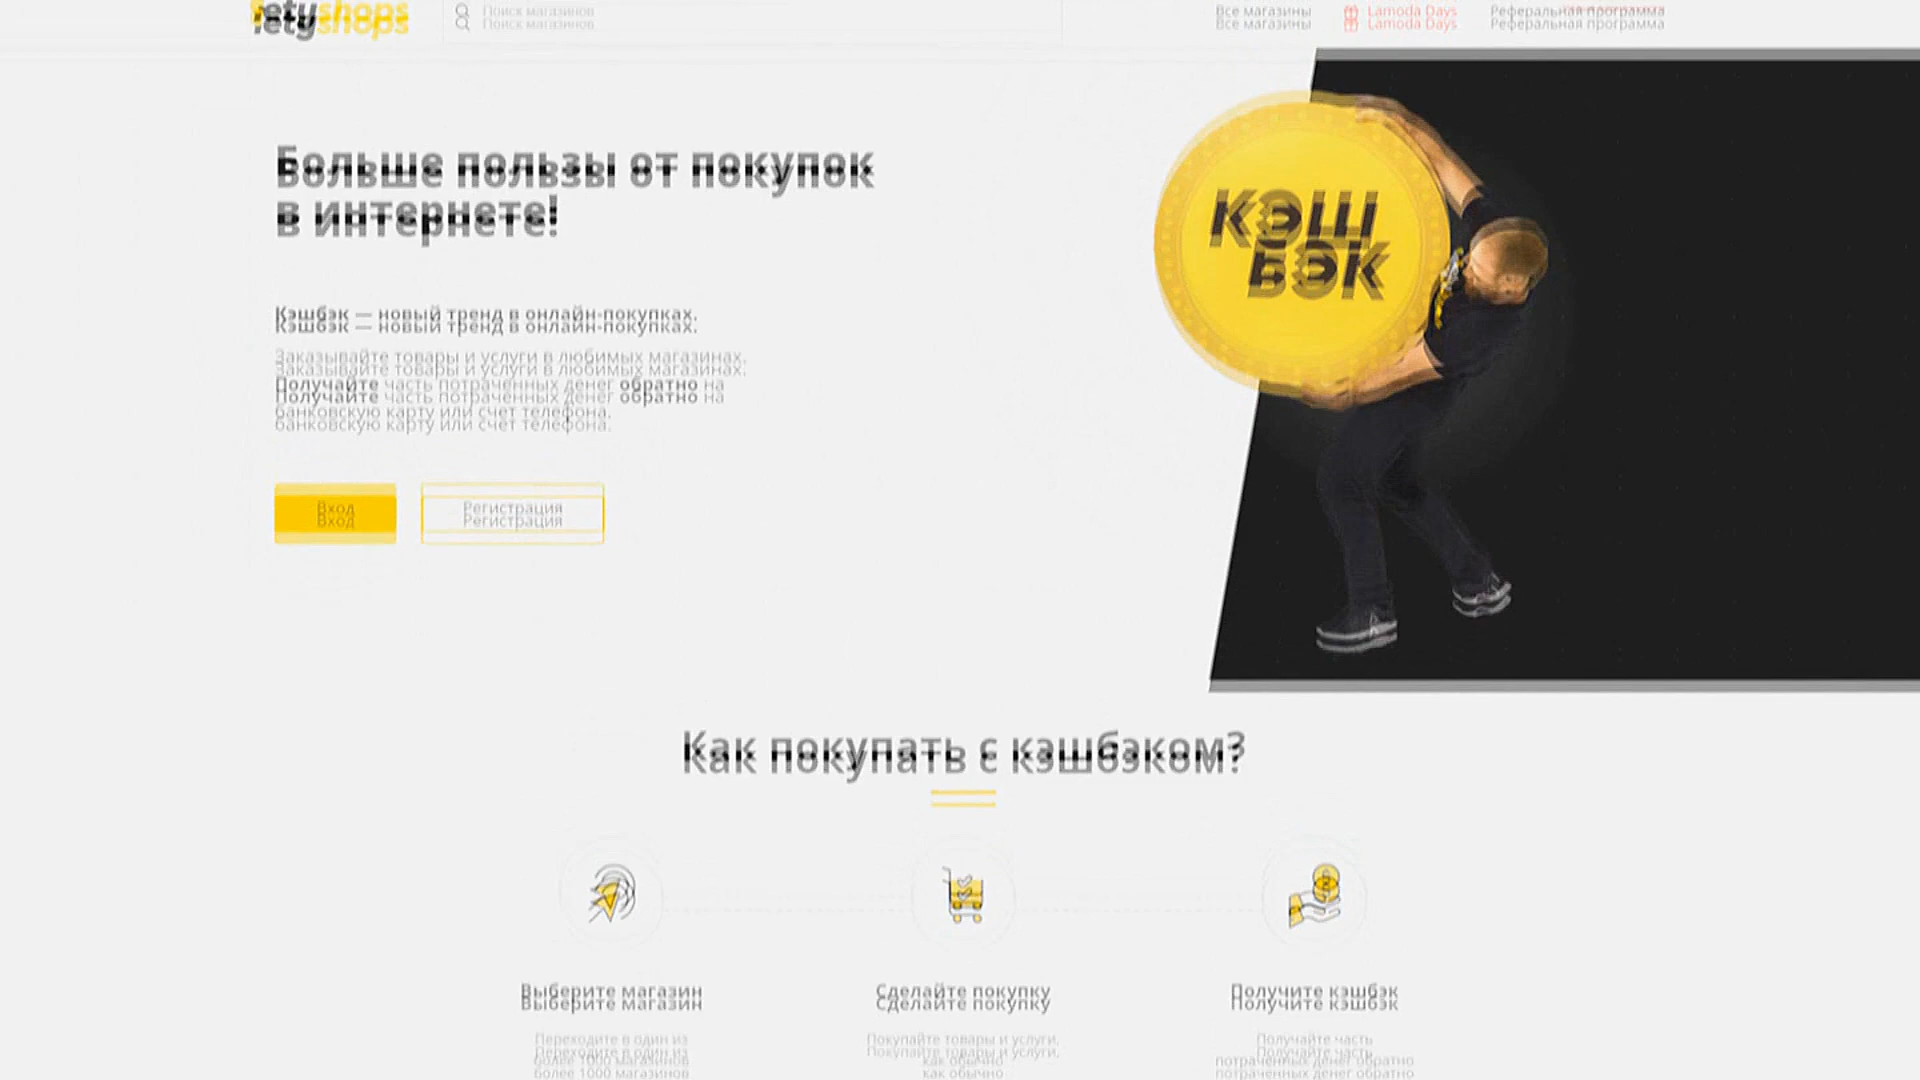 letyshops
Поиск магазинов
Все магазины
Lamoda Days
Реферальная программа
Больше пользы от покупок
в интернете!
КЭШ
БЭК
Кэшбэк — новый тренд в онлайн-покупках.
Заказывайте товары и услуги в любимых магазинах.
Получайте часть потраченных денег обратно на
банковскую карту или счет телефона.
Вход
Регистрация
Как покупать с кэшбэком?
Выберите магазин
Сделайте покупку
Получите кэшбэк
Переходите в один из
более 1000 магазинов
Покупайте товары и услуги,
как обычно
Получайте часть
потраченных денег обратно